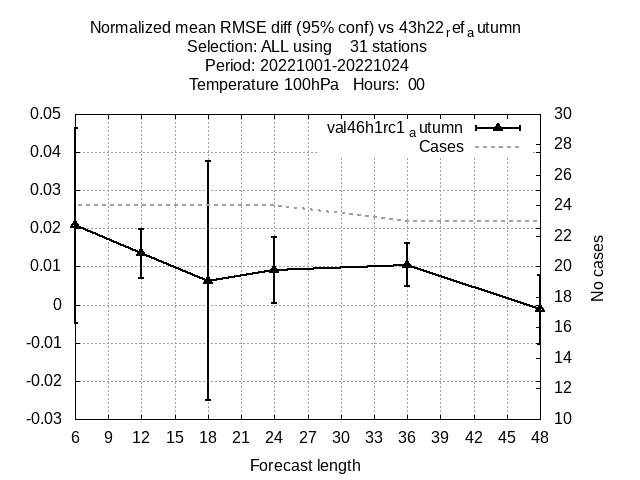 Normalized mean RMSE diff (95% conf) vs 43h22refautumn
Selection: ALL using 31 stations
Period: 20221001-20221024
Temperature 100hPa Hours: 00
val46h1rc1autumn
Cases
0.05
0.04
0.03
0.02
0.01
0
-0.01
-0.02
-0.03
30
28
26
24
22
20
18
16
14
12
10
No cases
6 9 12 15 18 21 24 27 30 33 36 39 42 45 48
Forecast length